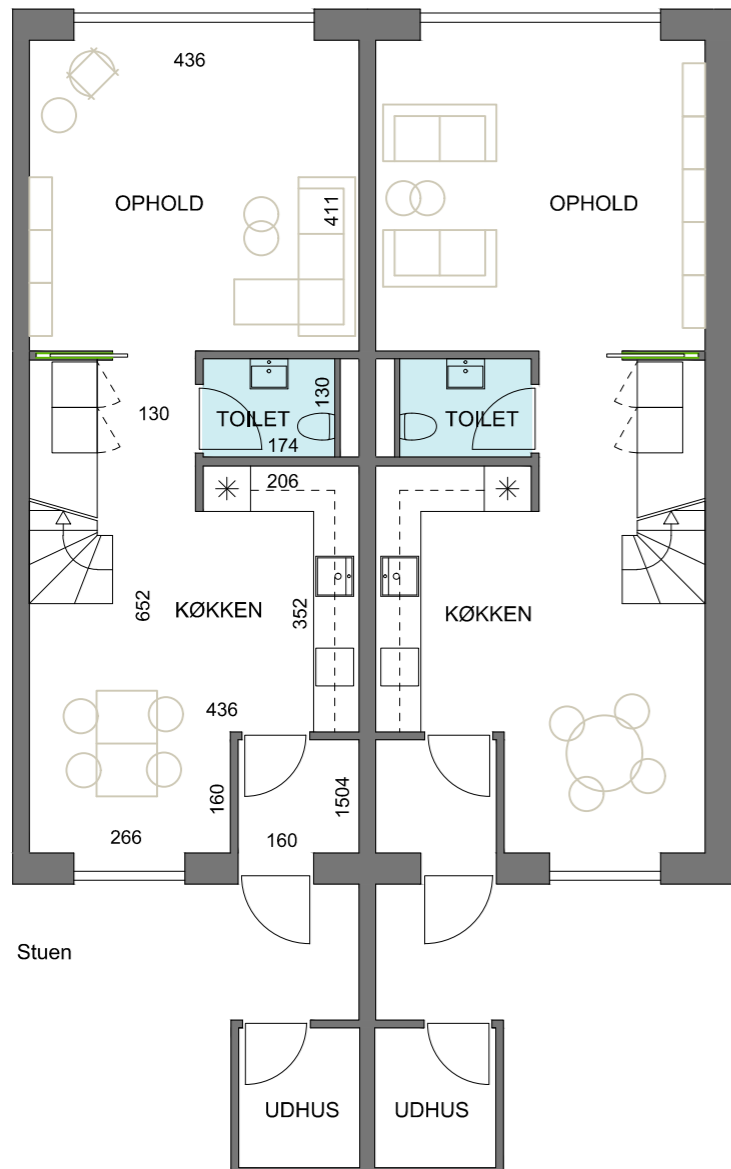 436
OPHOLD
411
OPHOLD
130
130
TOILET
TOILET
174
206
652
KØKKEN
352
KØKKEN
436
160
1504
266
160
Stuen
UDHUS
UDHUS